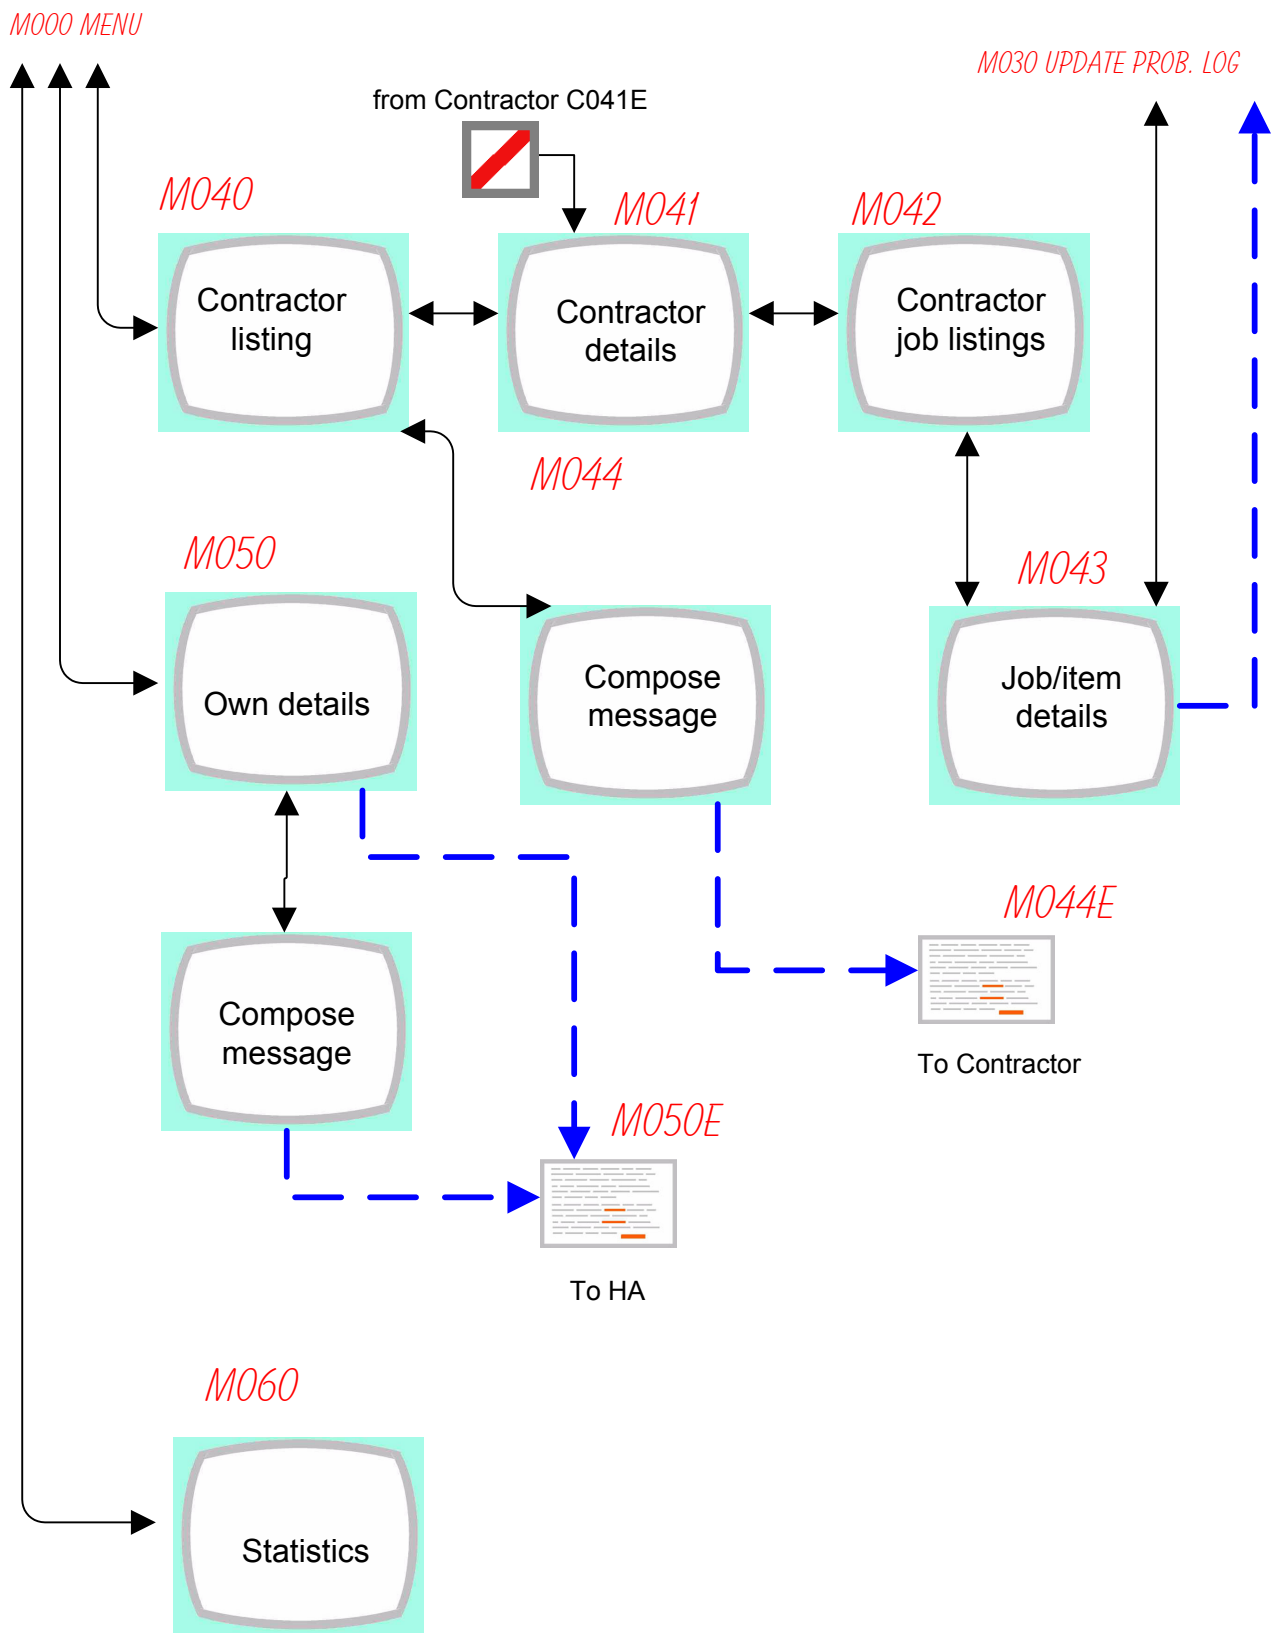 M000 MENU
M030 UPDATE PROB. LOG
from Contractor C041E
M040
M041
M042
Contractor
listing
Contractor
details
Contractor
job listings
M044
M050
M043
Own details
Compose
message
Job/item
details
M044E
Compose
message
To Contractor
M050E
To HA
M060
Statistics